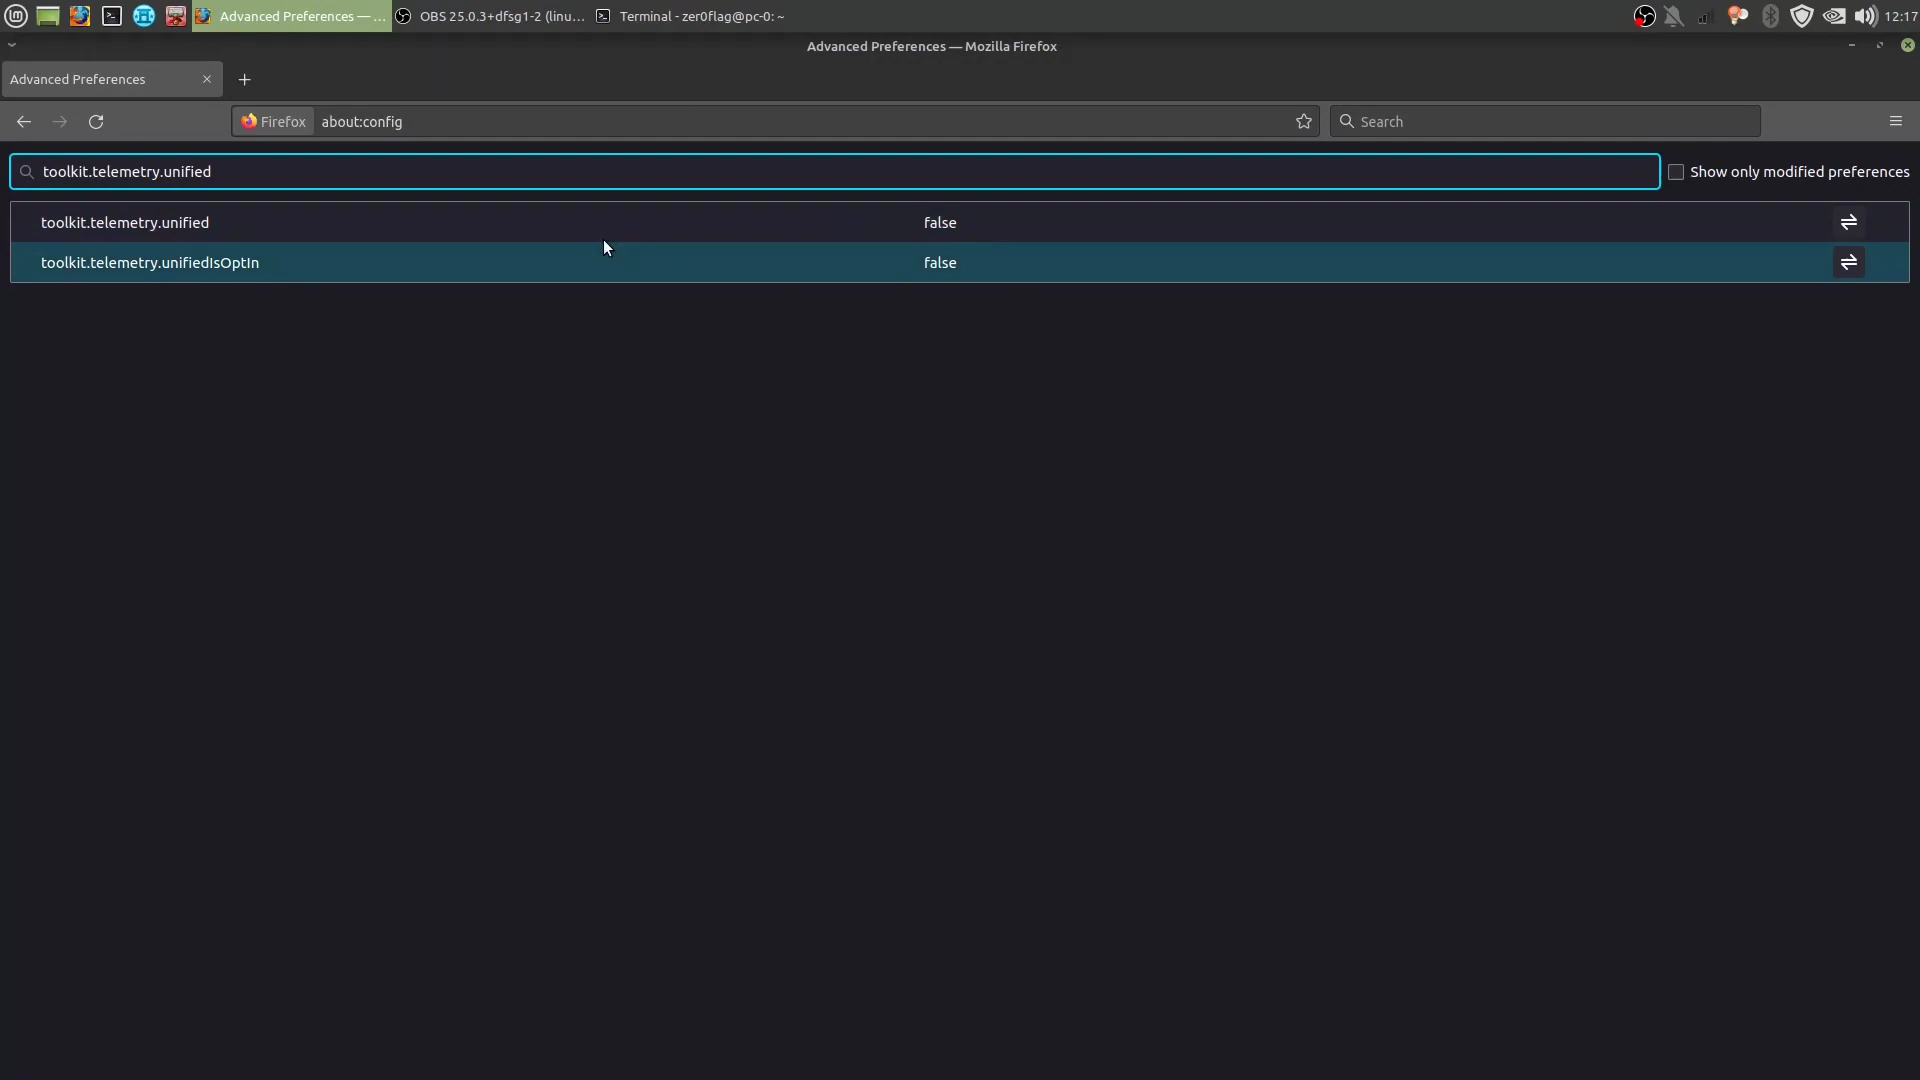 Advanced Preferences — ...
OBS 25.0.3+dfsg1-2 (linu...
Terminal - zer0flag@pc-0: ~
12:17
Advanced Preferences — Mozilla Firefox
Advanced Preferences
Firefox
about:config
Search
toolkit.telemetry.unified
Show only modified preferences
toolkit.telemetry.unified false
toolkit.telemetry.unifiedIsOptIn false